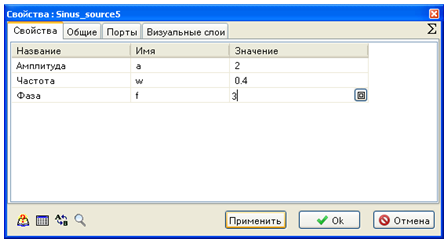 Свойства : Sinus_source5
Свойства Общие Порты Визуальные слои Σ
Название Имя Значение
Амплитуда a 2
Частота w 0.4
Фаза f 3
Применить Ok Отмена